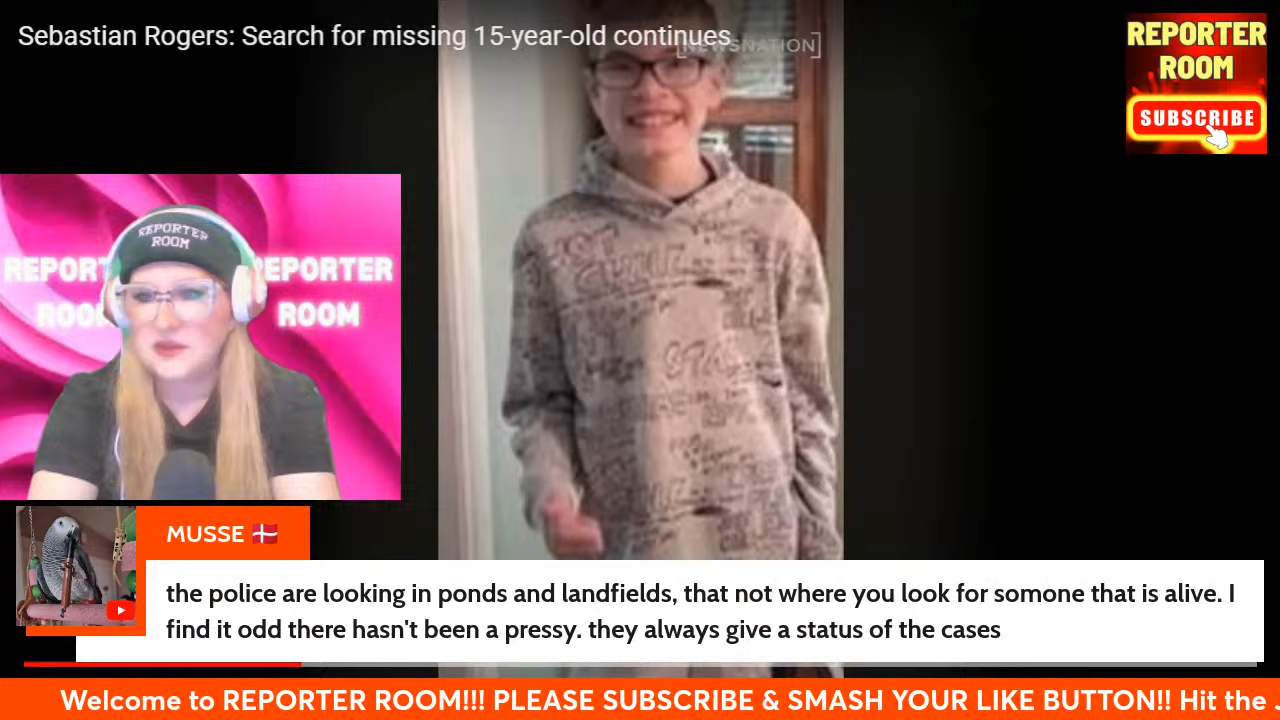 Sebastian Rogers: Search for missing 15-year-old continues
NEWSNATION
REPORTER
ROOM
SUBSCRIBE
REPORTER
ROOM
REPORT
EPORTER
ROOM
MUSSE 🇩🇰
the police are looking in ponds and landfields, that not where you look for somone that is alive. I
find it odd there hasn't been a pressy. they always give a status of the cases
Welcome to REPORTER ROOM!!! PLEASE SUBSCRIBE & SMASH YOUR LIKE BUTTON!! Hit the